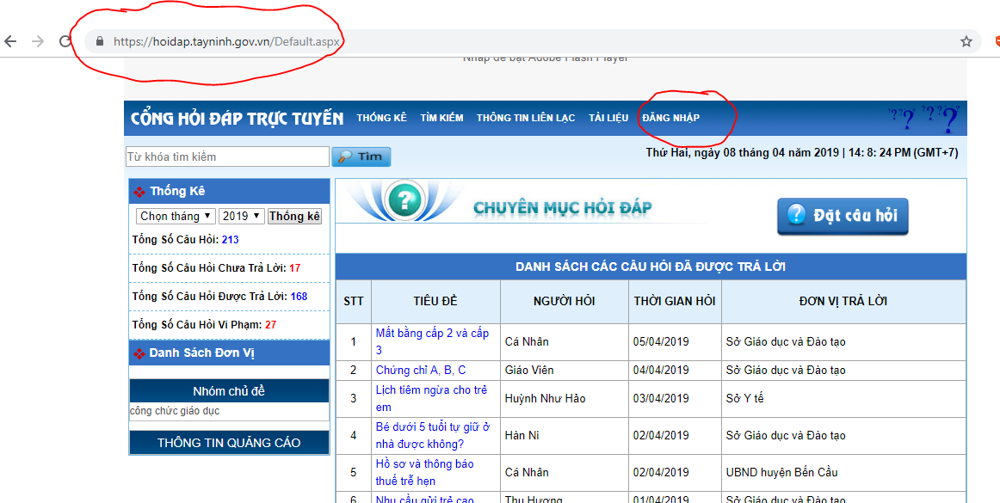 https://hoidap.tayninh.gov.vn/Default.aspx
Nhấp để bật Adobe Flash Player
CỔNG HỎI ĐÁP TRỰC TUYẾN THỐNG KÊ TÌM KIẾM THÔNG TIN LIÊN LẠC TÀI LIỆU ĐĂNG NHẬP
Từ khóa tìm kiếm Tìm
Thứ Hai, ngày 08 tháng 04 năm 2019 | 14: 8: 24 PM (GMT+7)
Thống Kê
Chọn tháng 2019 Thống kê
Tổng Số Câu Hỏi: 213
Tổng Số Câu Hỏi Chưa Trả Lời: 17
Tổng Số Câu Hỏi Được Trả Lời: 168
Tổng Số Câu Hỏi Vi Phạm: 27
Danh Sách Đơn Vị
Nhóm chủ đề
công chức giáo dục
THÔNG TIN QUẢNG CÁO
CHUYÊN MỤC HỎI ĐÁP
Đặt câu hỏi
DANH SÁCH CÁC CÂU HỎI ĐÃ ĐƯỢC TRẢ LỜI
STT TIÊU ĐỀ NGƯỜI HỎI THỜI GIAN HỎI ĐƠN VỊ TRẢ LỜI
1 Mất bằng cấp 2 và cấp Cá Nhân 05/04/2019 Sở Giáo dục và Đào tạo
3
2 Chứng chỉ A, B, C Giáo Viên 04/04/2019 Sở Giáo dục và Đào tạo
3 Lịch tiêm ngừa cho trẻ Huỳnh Như Hảo 03/04/2019 Sở Y tế
em
4 Bé dưới 5 tuổi tự giữ ở Hàn Ni 02/04/2019 Sở Giáo dục và Đào tạo
nhà được không?
5 Hồ sơ và thông báo Cá Nhân 02/04/2019 UBND huyện Bến Cầu
thuế trễ hẹn
6 Nhu cầu gửi trẻ cao Thu Hương 01/04/2019 Sở Giáo dục và Đào tạo